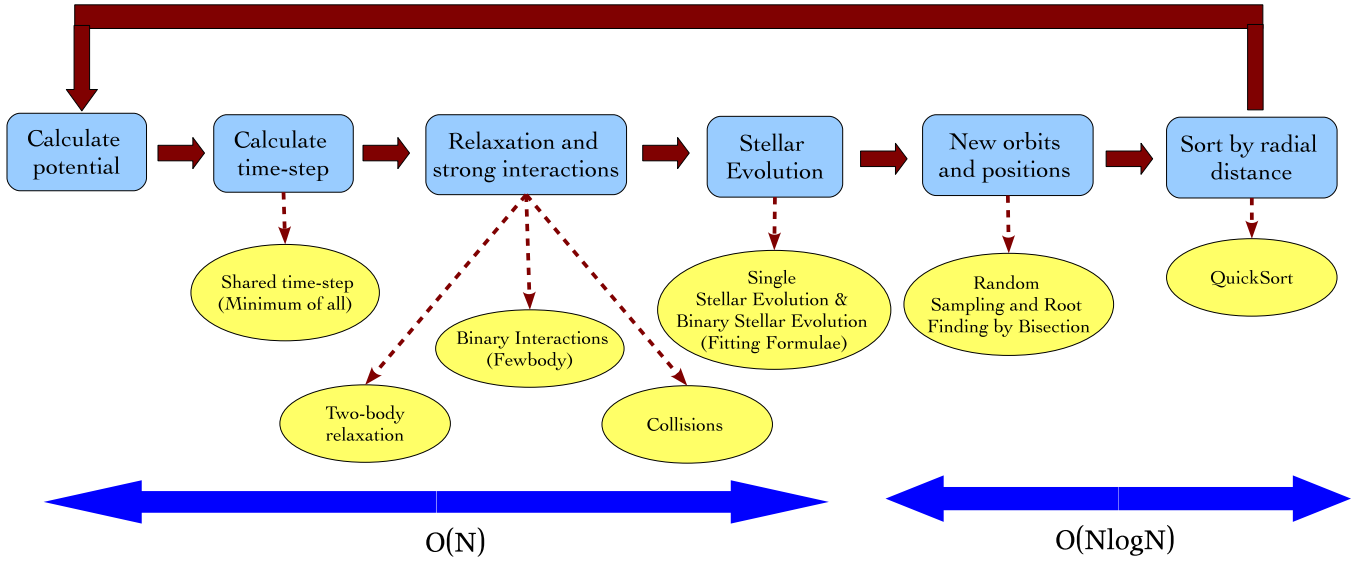 Calculate
potential
Calculate
time-step
Relaxation and
strong interactions
Stellar
Evolution
New orbits
and positions
Sort by radial
distance
Shared time-step
(Minimum of all)
Two-body
relaxation
Binary Interactions
(Fewbody)
Collisions
Single
Stellar Evolution &
Binary Stellar Evolution
(Fitting Formulae)
Random
Sampling and Root
Finding by Bisection
QuickSort
O(N)
O(NlogN)